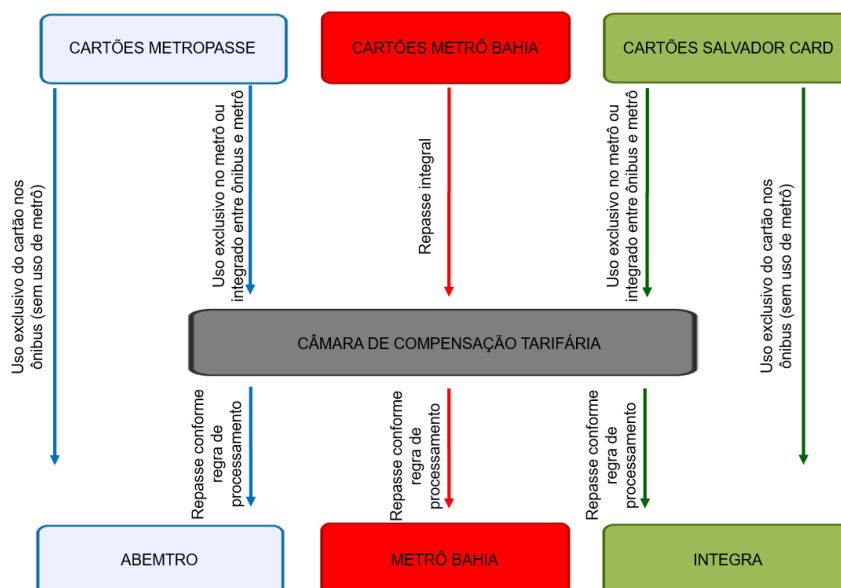 CARTÕES METROPASSE
CARTÕES METRÔ BAHIA
CARTÕES SALVADOR CARD
Uso exclusivo do cartão nos
ônibus (sem uso de metrô)
Uso exclusivo no metrô ou
integrado entre ônibus e metrô
Repasse integral
Uso exclusivo no metrô ou
integrado entre ônibus e metrô
Uso exclusivo do cartão nos
ônibus (sem uso de metrô)
CÂMARA DE COMPENSAÇÃO TARIFÁRIA
Repasse conforme
regra de
processamento
Repasse conforme
regra de
processamento
Repasse conforme
regra de
processamento
ABEMTRO
METRÔ BAHIA
INTEGRA